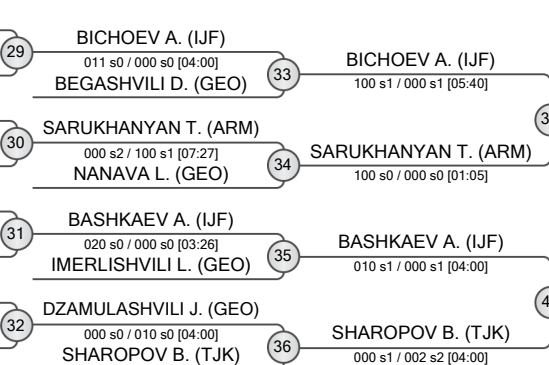 29
BICHOEV A. (IJF)
011 s0 / 000 s0 [04:00]
BEGASHVILI D. (GEO)
33
BICHOEV A. (IJF)
100 s1 / 000 s1 [05:40]
30
SARUKHANYAN T. (ARM)
000 s2 / 100 s1 [07:27]
NANAVA L. (GEO)
34
SARUKHANYAN T. (ARM)
100 s0 / 000 s0 [01:05]
31
BASHKAEV A. (IJF)
020 s0 / 000 s0 [03:26]
IMERLISHVILI L. (GEO)
35
BASHKAEV A. (IJF)
010 s1 / 000 s1 [04:00]
32
DZAMULASHVILI J. (GEO)
000 s0 / 010 s0 [04:00]
SHAROPOV B. (TJK)
36
SHAROPOV B. (TJK)
000 s1 / 002 s2 [04:00]